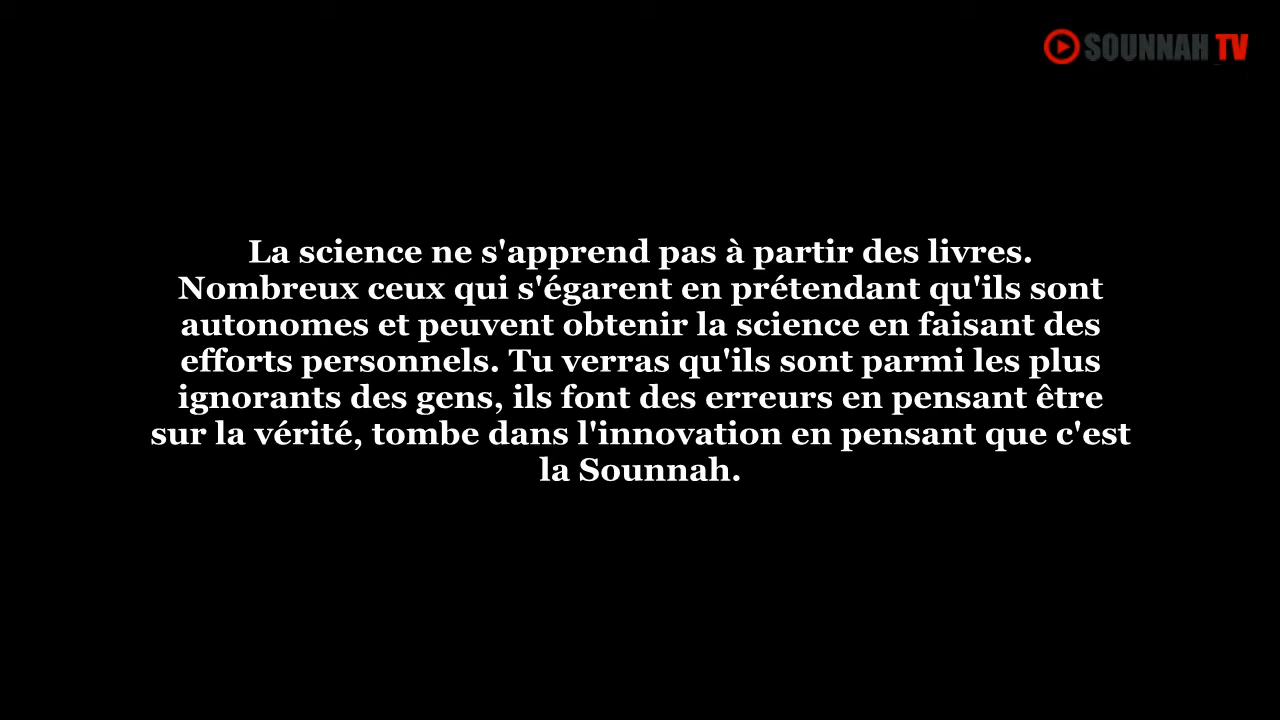 SOUNNAH TV
La science ne s'apprend pas à partir des livres.
Nombreux ceux qui s'égarent en prétendant qu'ils sont
autonomes et peuvent obtenir la science en faisant des
efforts personnels. Tu verras qu'ils sont parmi les plus
ignorants des gens, ils font des erreurs en pensant être
sur la vérité, tombe dans l'innovation en pensant que c'est
la Sounnah.